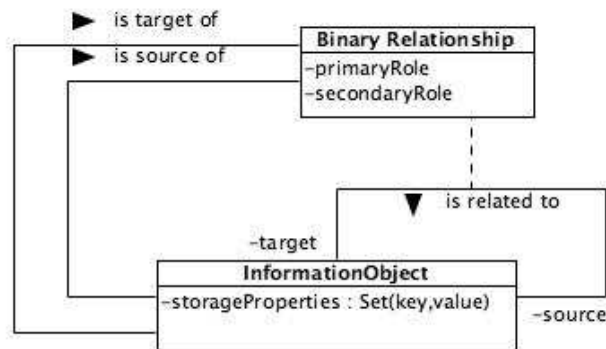 is target of
is source of
Binary Relationship
-primaryRole
-secondaryRole
is related to
-target
InformationObject
-storageProperties : Set(key,value)
-source